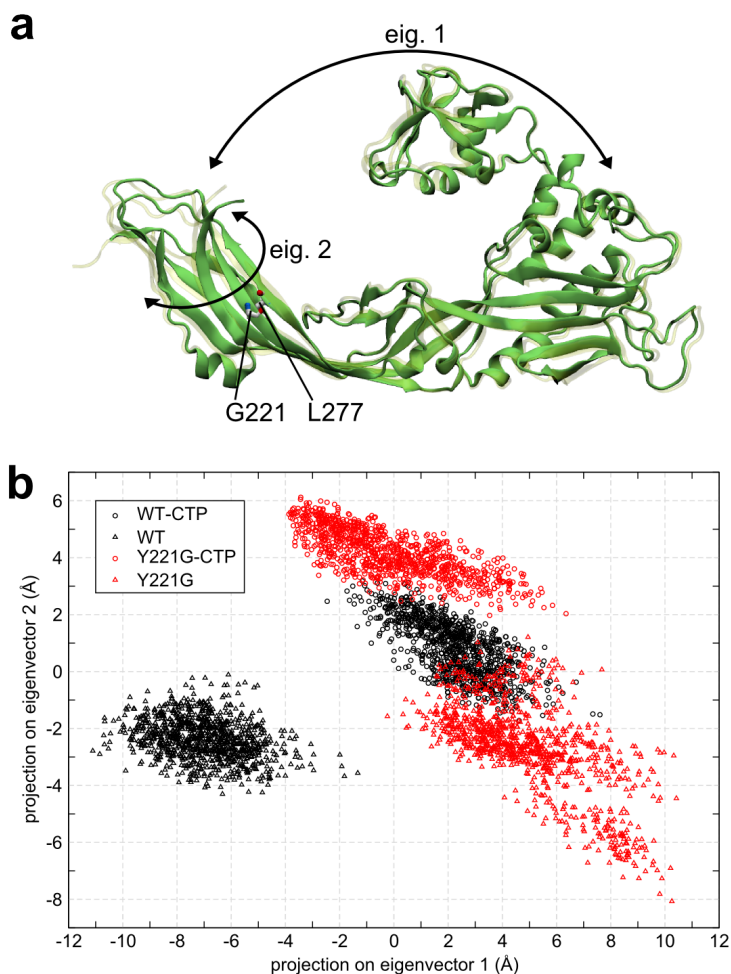 a
eig. 1
eig. 2
G221 L277
b
WT-CTP
WT
Y221G-CTP
Y221G
6
4
2
0
-2
-4
-6
-8
projection on eigenvector 2 (Å)
-12 -10 -8 -6 -4 -2 0 2 4 6 8 10 12
projection on eigenvector 1 (Å)